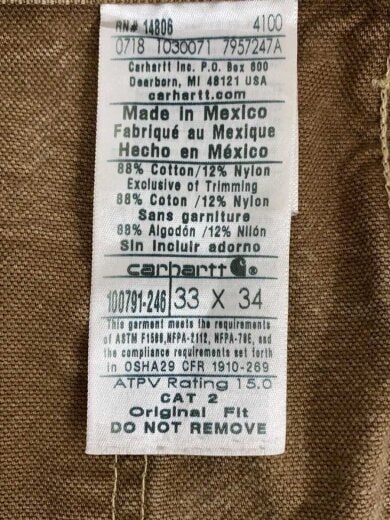 RN# 14806 4100
0718 1030071 7957247A
Carhartt Inc. P.O. Box 600
Dearborn, MI 48121 USA
carhartt.com
Made in Mexico
Fabriqué au Mexique
Hecho en México
88% Cotton/12% Nylon
Exclusive of Trimming
88% Coton /12% Nylon
Sans garniture
88% Algodón /12% Nilón
Sin incluir adorno
carhartt®
100791-246 33 X 34
This garment meets the requirements
of ASTM F1506,NFPA-2112, NFPA-70E, and
the compliance requirements set forth
in OSHA29 CFR 1910-269
ATPV Rating 15.0
CAT 2
Original Fit
DO NOT REMOVE